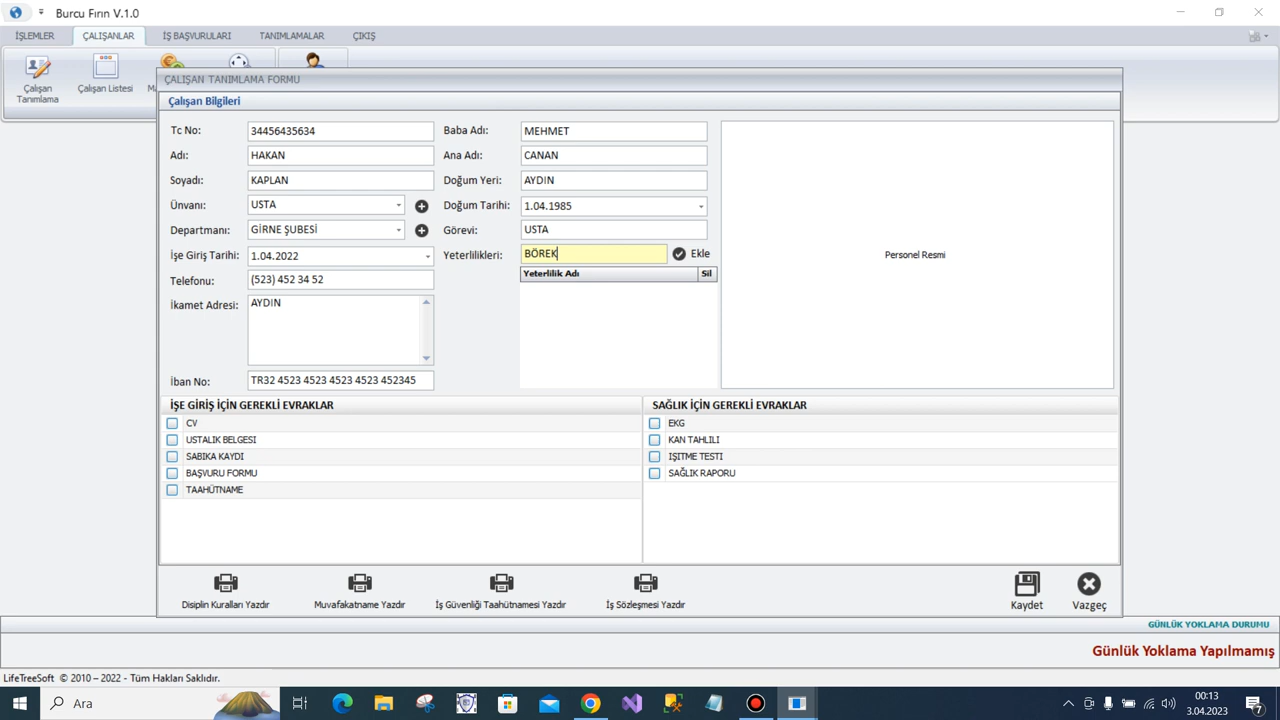 Burcu Fırın V.1.0
İŞLEMLER ÇALIŞANLAR İŞ BAŞVURULARI TANIMLAMALAR ÇIKIŞ
Çalışan Tanımlama
Çalışan Listesi
ÇALIŞAN TANIMLAMA FORMU
Çalışan Bilgileri
Tc No: 34456435634 Baba Adı: MEHMET
Adı: HAKAN Ana Adı: CANAN
Soyadı: KAPLAN Doğum Yeri: AYDIN
Ünvanı: USTA Doğum Tarihi: 1.04.1985
Departmanı: GİRNE ŞUBESİ Görevi: USTA
İşe Giriş Tarihi: 1.04.2022 Yeterlilikleri: BÖREK Ekle
Personel Resmi
Yeterlilik Adı Sil
Telefonu: (523) 452 34 52
İkamet Adresi: AYDIN
İban No: TR32 4523 4523 4523 4523 452345
İŞE GİRİŞ İÇİN GEREKLİ EVRAKLAR SAĞLIK İÇİN GEREKLİ EVRAKLAR
CV EKG
USTALIK BELGESI KAN TAHLILI
SABIKA KAYDI IŞITME TESTI
BAŞVURU FORMU SAĞLIK RAPORU
TAAHÜTNAME
Disiplin Kuralları Yazdır Muvafakatname Yazdır İş Güvenliği Taahütnamesi Yazdır İş Sözleşmesi Yazdır Kaydet Vazgeç
GÜNLÜK YOKLAMA DURUMU
Günlük Yoklama Yapılmamış
LifeTreeSoft © 2010 – 2022 - Tüm Hakları Saklıdır.
Ara
00:13
3.04.2023
7